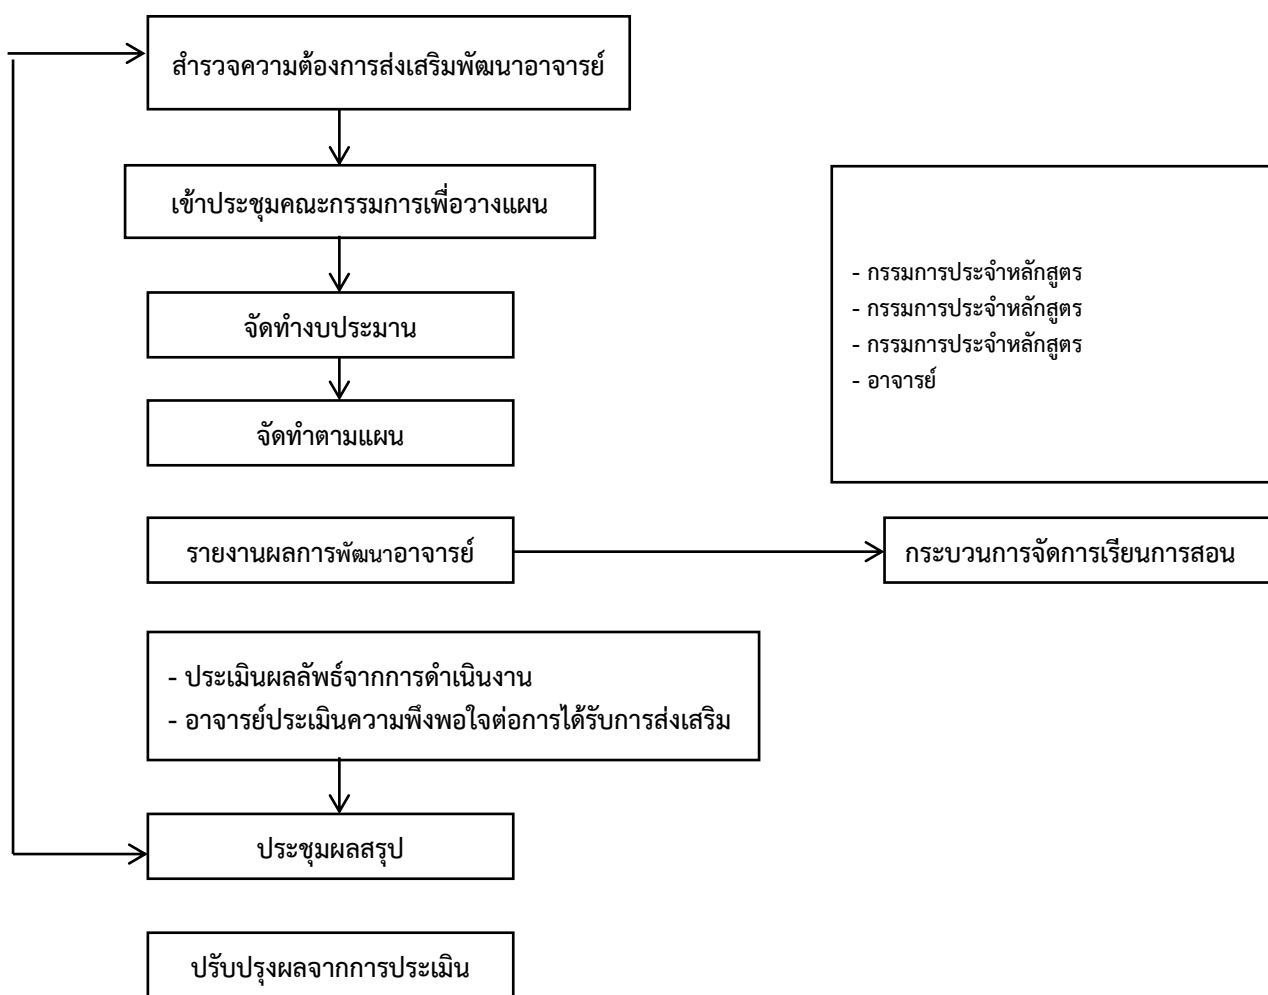 สำรวจความต้องการส่งเสริมพัฒนาอาจารย์
เข้าประชุมคณะกรรมการเพื่อวางแผน
จัดทำงบประมาน
จัดทำตามแผน
- กรรมการประจำหลักสูตร
- กรรมการประจำหลักสูตร
- กรรมการประจำหลักสูตร
- อาจารย์
รายงานผลการพัฒนาอาจารย์
กระบวนการจัดการเรียนการสอน
- ประเมินผลลัพธ์จากการดำเนินงาน
- อาจารย์ประเมินความพึงพอใจต่อการได้รับการส่งเสริม
ประชุมผลสรุป
ปรับปรุงผลจากการประเมิน